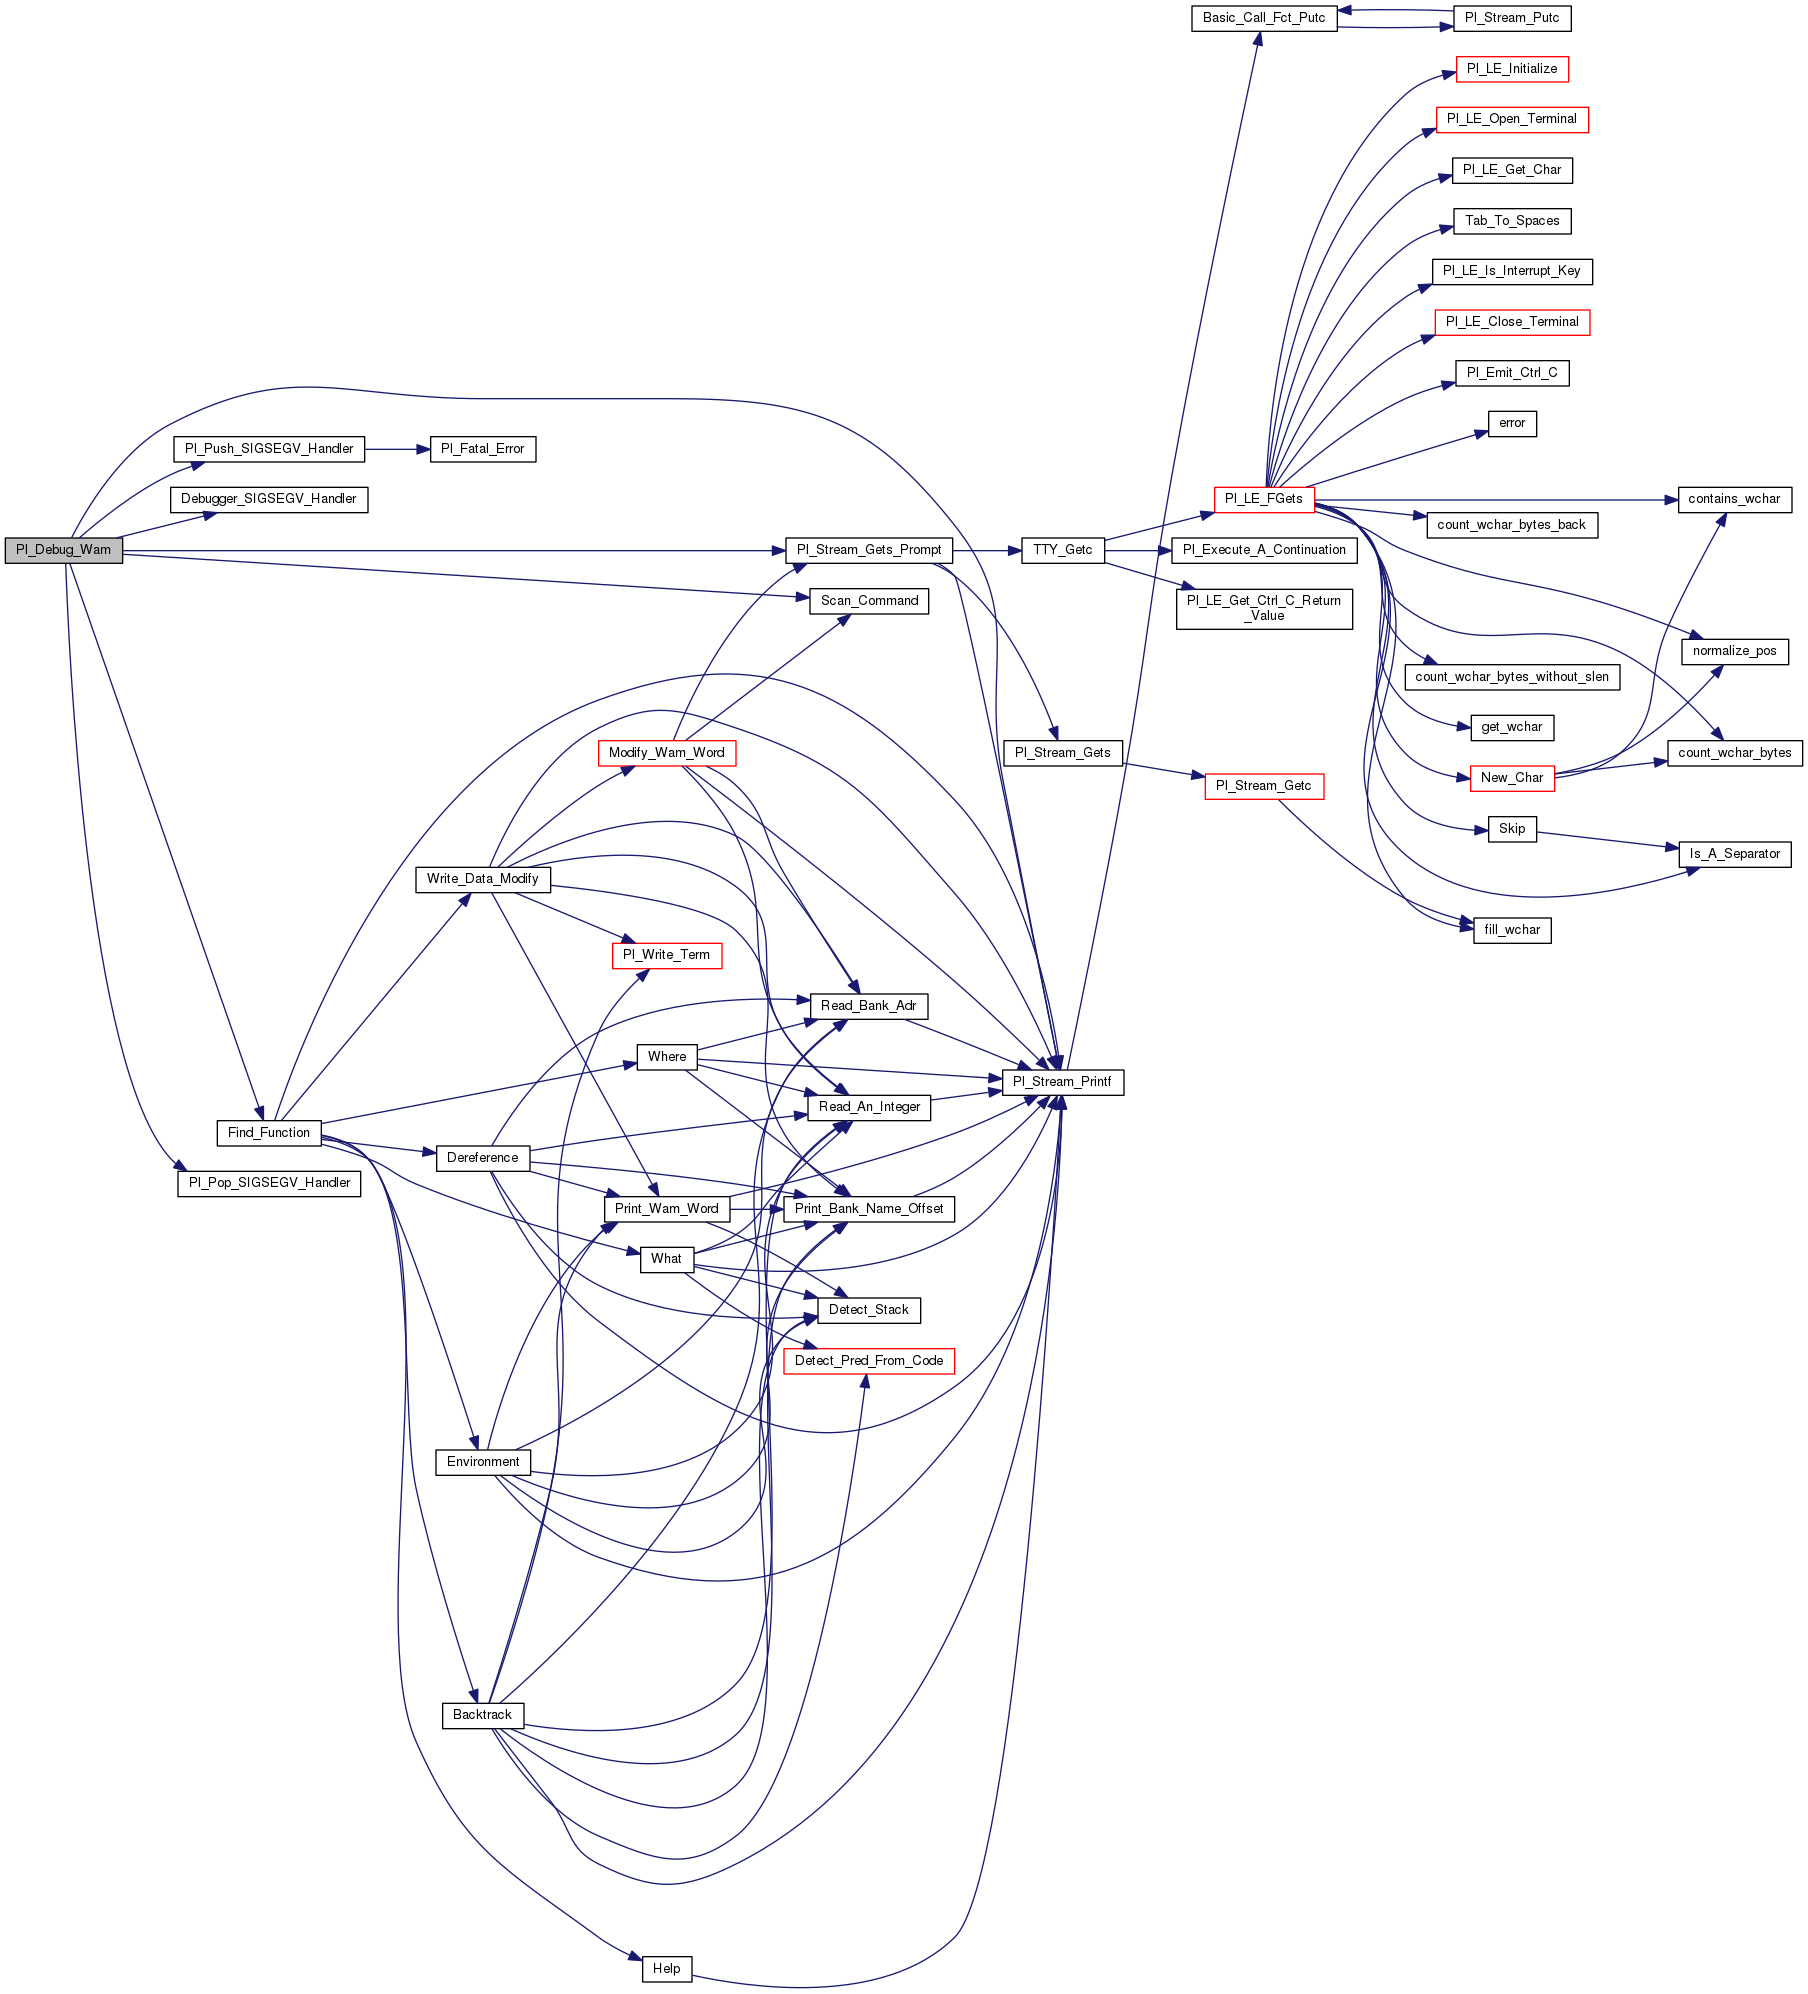 Basic_Call_Fct_Putc
Pl_Stream_Putc
Pl_LE_Initialize
Pl_LE_Open_Terminal
Pl_LE_Get_Char
Tab_To_Spaces
Pl_LE_Is_Interrupt_Key
Pl_LE_Close_Terminal
Pl_Emit_Ctrl_C
error
Pl_Push_SIGSEGV_Handler
Pl_Fatal_Error
Debugger_SIGSEGV_Handler
Pl_LE_FGets
contains_wchar
count_wchar_bytes_back
Pl_Debug_Wam
Pl_Stream_Gets_Prompt
TTY_Getc
Pl_Execute_A_Continuation
Scan_Command
Pl_LE_Get_Ctrl_C_Return
_Value
normalize_pos
count_wchar_bytes_without_slen
get_wchar
Modify_Wam_Word
Pl_Stream_Gets
count_wchar_bytes
New_Char
Pl_Stream_Getc
Skip
Is_A_Separator
Write_Data_Modify
fill_wchar
Pl_Write_Term
Read_Bank_Adr
Where
Pl_Stream_Printf
Read_An_Integer
Find_Function
Dereference
Pl_Pop_SIGSEGV_Handler
Print_Wam_Word
Print_Bank_Name_Offset
What
Detect_Stack
Detect_Pred_From_Code
Environment
Backtrack
Help